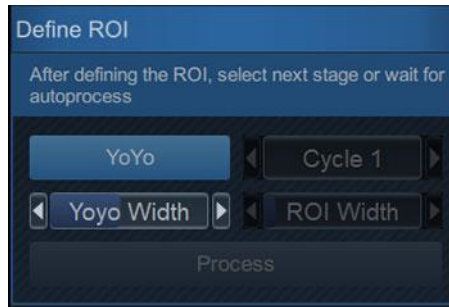 Define ROI
After defining the ROI, select next stage or wait for
autoprocess
YoYo
Cycle 1
Yoyo Width
ROI Width
Process